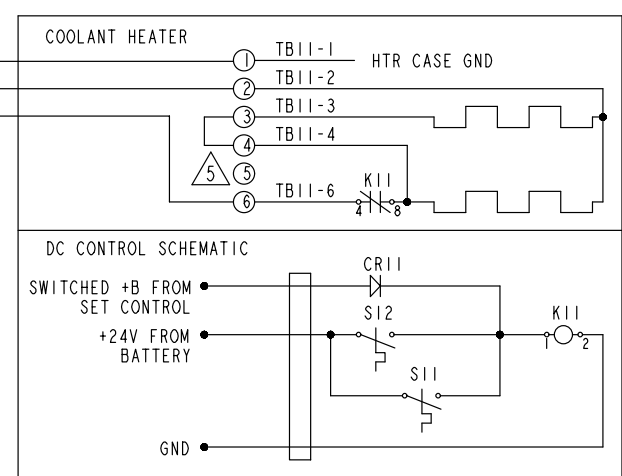 COOLANT HEATER
1 TB11-1 HTR CASE GND
2 TB11-2
3 TB11-3
4 TB11-4
5 5
6 TB11-6 K11
4 8
DC CONTROL SCHEMATIC
CR11
SWITCHED +B FROM
SET CONTROL
S12 K11
+24V FROM
BATTERY
1 2
S11
GND